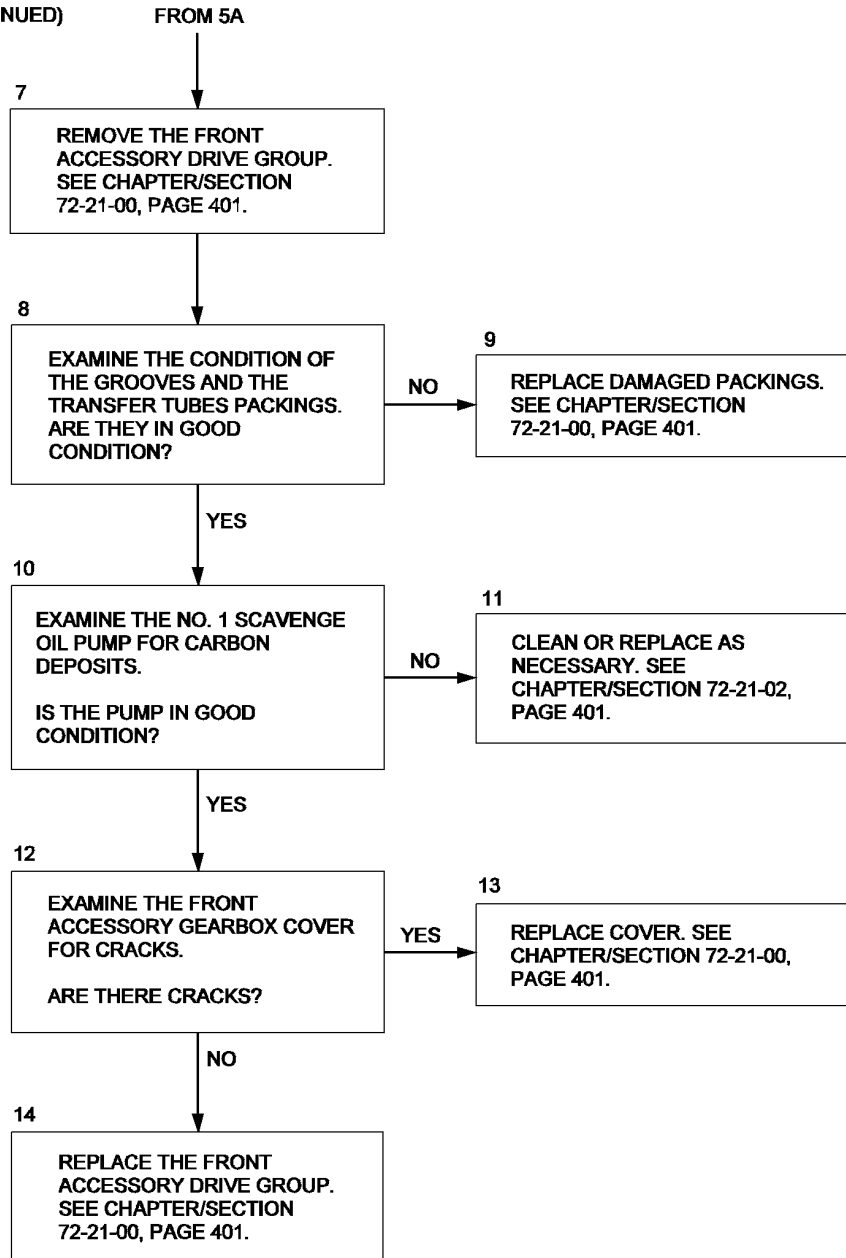 NUED)
FROM 5A
7
REMOVE THE FRONT
ACCESSORY DRIVE GROUP.
SEE CHAPTER/SECTION
72-21-00, PAGE 401.
8
EXAMINE THE CONDITION OF
THE GROOVES AND THE
TRANSFER TUBES PACKINGS.
ARE THEY IN GOOD
CONDITION?
NO
9
REPLACE DAMAGED PACKINGS.
SEE CHAPTER/SECTION
72-21-00, PAGE 401.
YES
10
EXAMINE THE NO. 1 SCAVENGE
OIL PUMP FOR CARBON
DEPOSITS.
IS THE PUMP IN GOOD
CONDITION?
NO
11
CLEAN OR REPLACE AS
NECESSARY. SEE
CHAPTER/SECTION 72-21-02,
PAGE 401.
YES
12
EXAMINE THE FRONT
ACCESSORY GEARBOX COVER
FOR CRACKS.
ARE THERE CRACKS?
YES
13
REPLACE COVER. SEE
CHAPTER/SECTION 72-21-00,
PAGE 401.
NO
14
REPLACE THE FRONT
ACCESSORY DRIVE GROUP.
SEE CHAPTER/SECTION
72-21-00, PAGE 401.